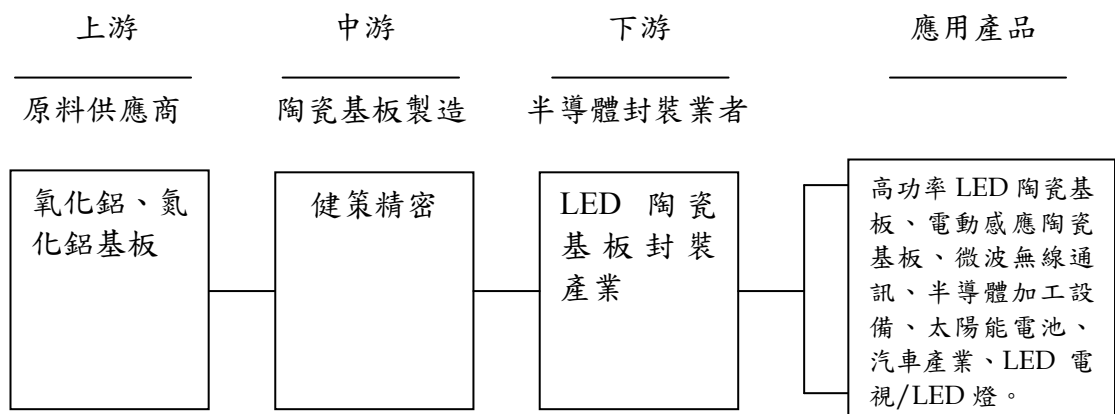 上游
中游
下游
應用產品
原料供應商
陶瓷基板製造
半導體封裝業者
氧化鋁、氮
化鋁基板
健策精密
LED 陶瓷
基板封裝
產業
高功率 LED 陶瓷基
板、電動感應陶瓷
基板、微波無線通
訊、半導體加工設
備、太陽能電池、
汽車產業、LED 電
視/LED 燈。